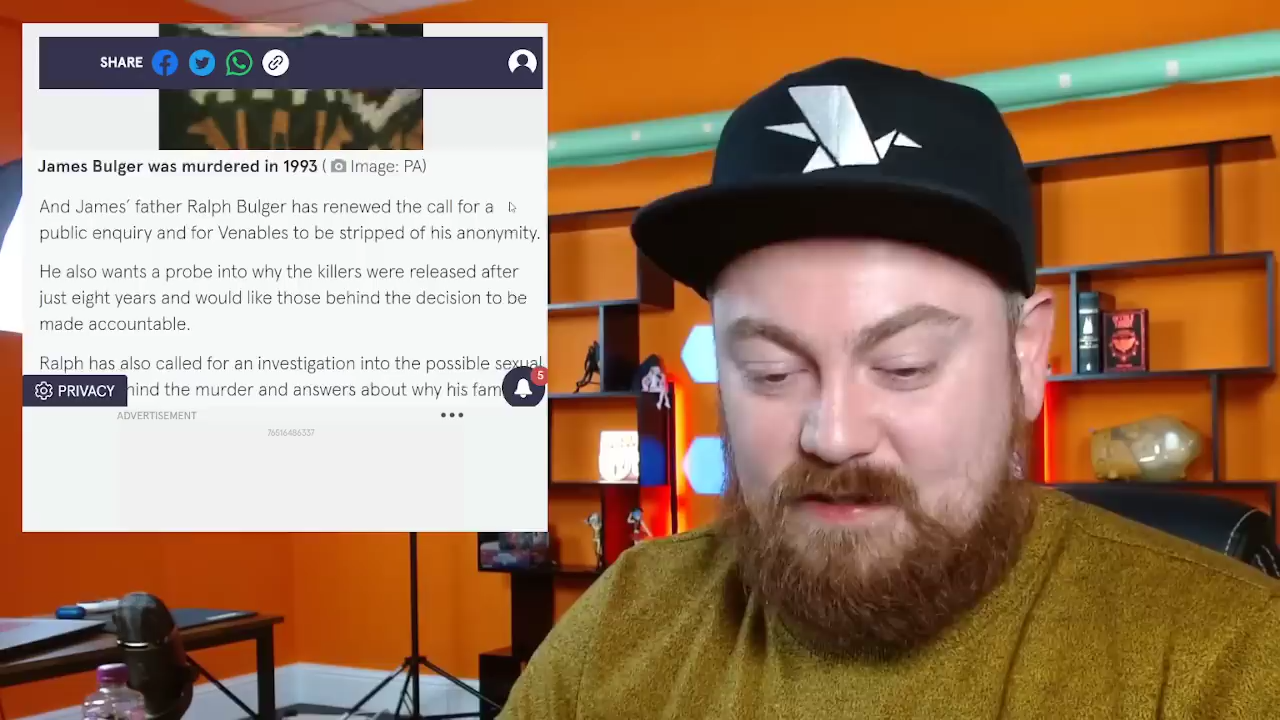 SHARE
James Bulger was murdered in 1993 ( Image: PA)
And James’ father Ralph Bulger has renewed the call for a
public enquiry and for Venables to be stripped of his anonymity.
He also wants a probe into why the killers were released after
just eight years and would like those behind the decision to be
made accountable.
Ralph has also called for an investigation into the possible sexual
PRIVACY
hind the murder and answers about why his fam
5
ADVERTISEMENT
76516486337